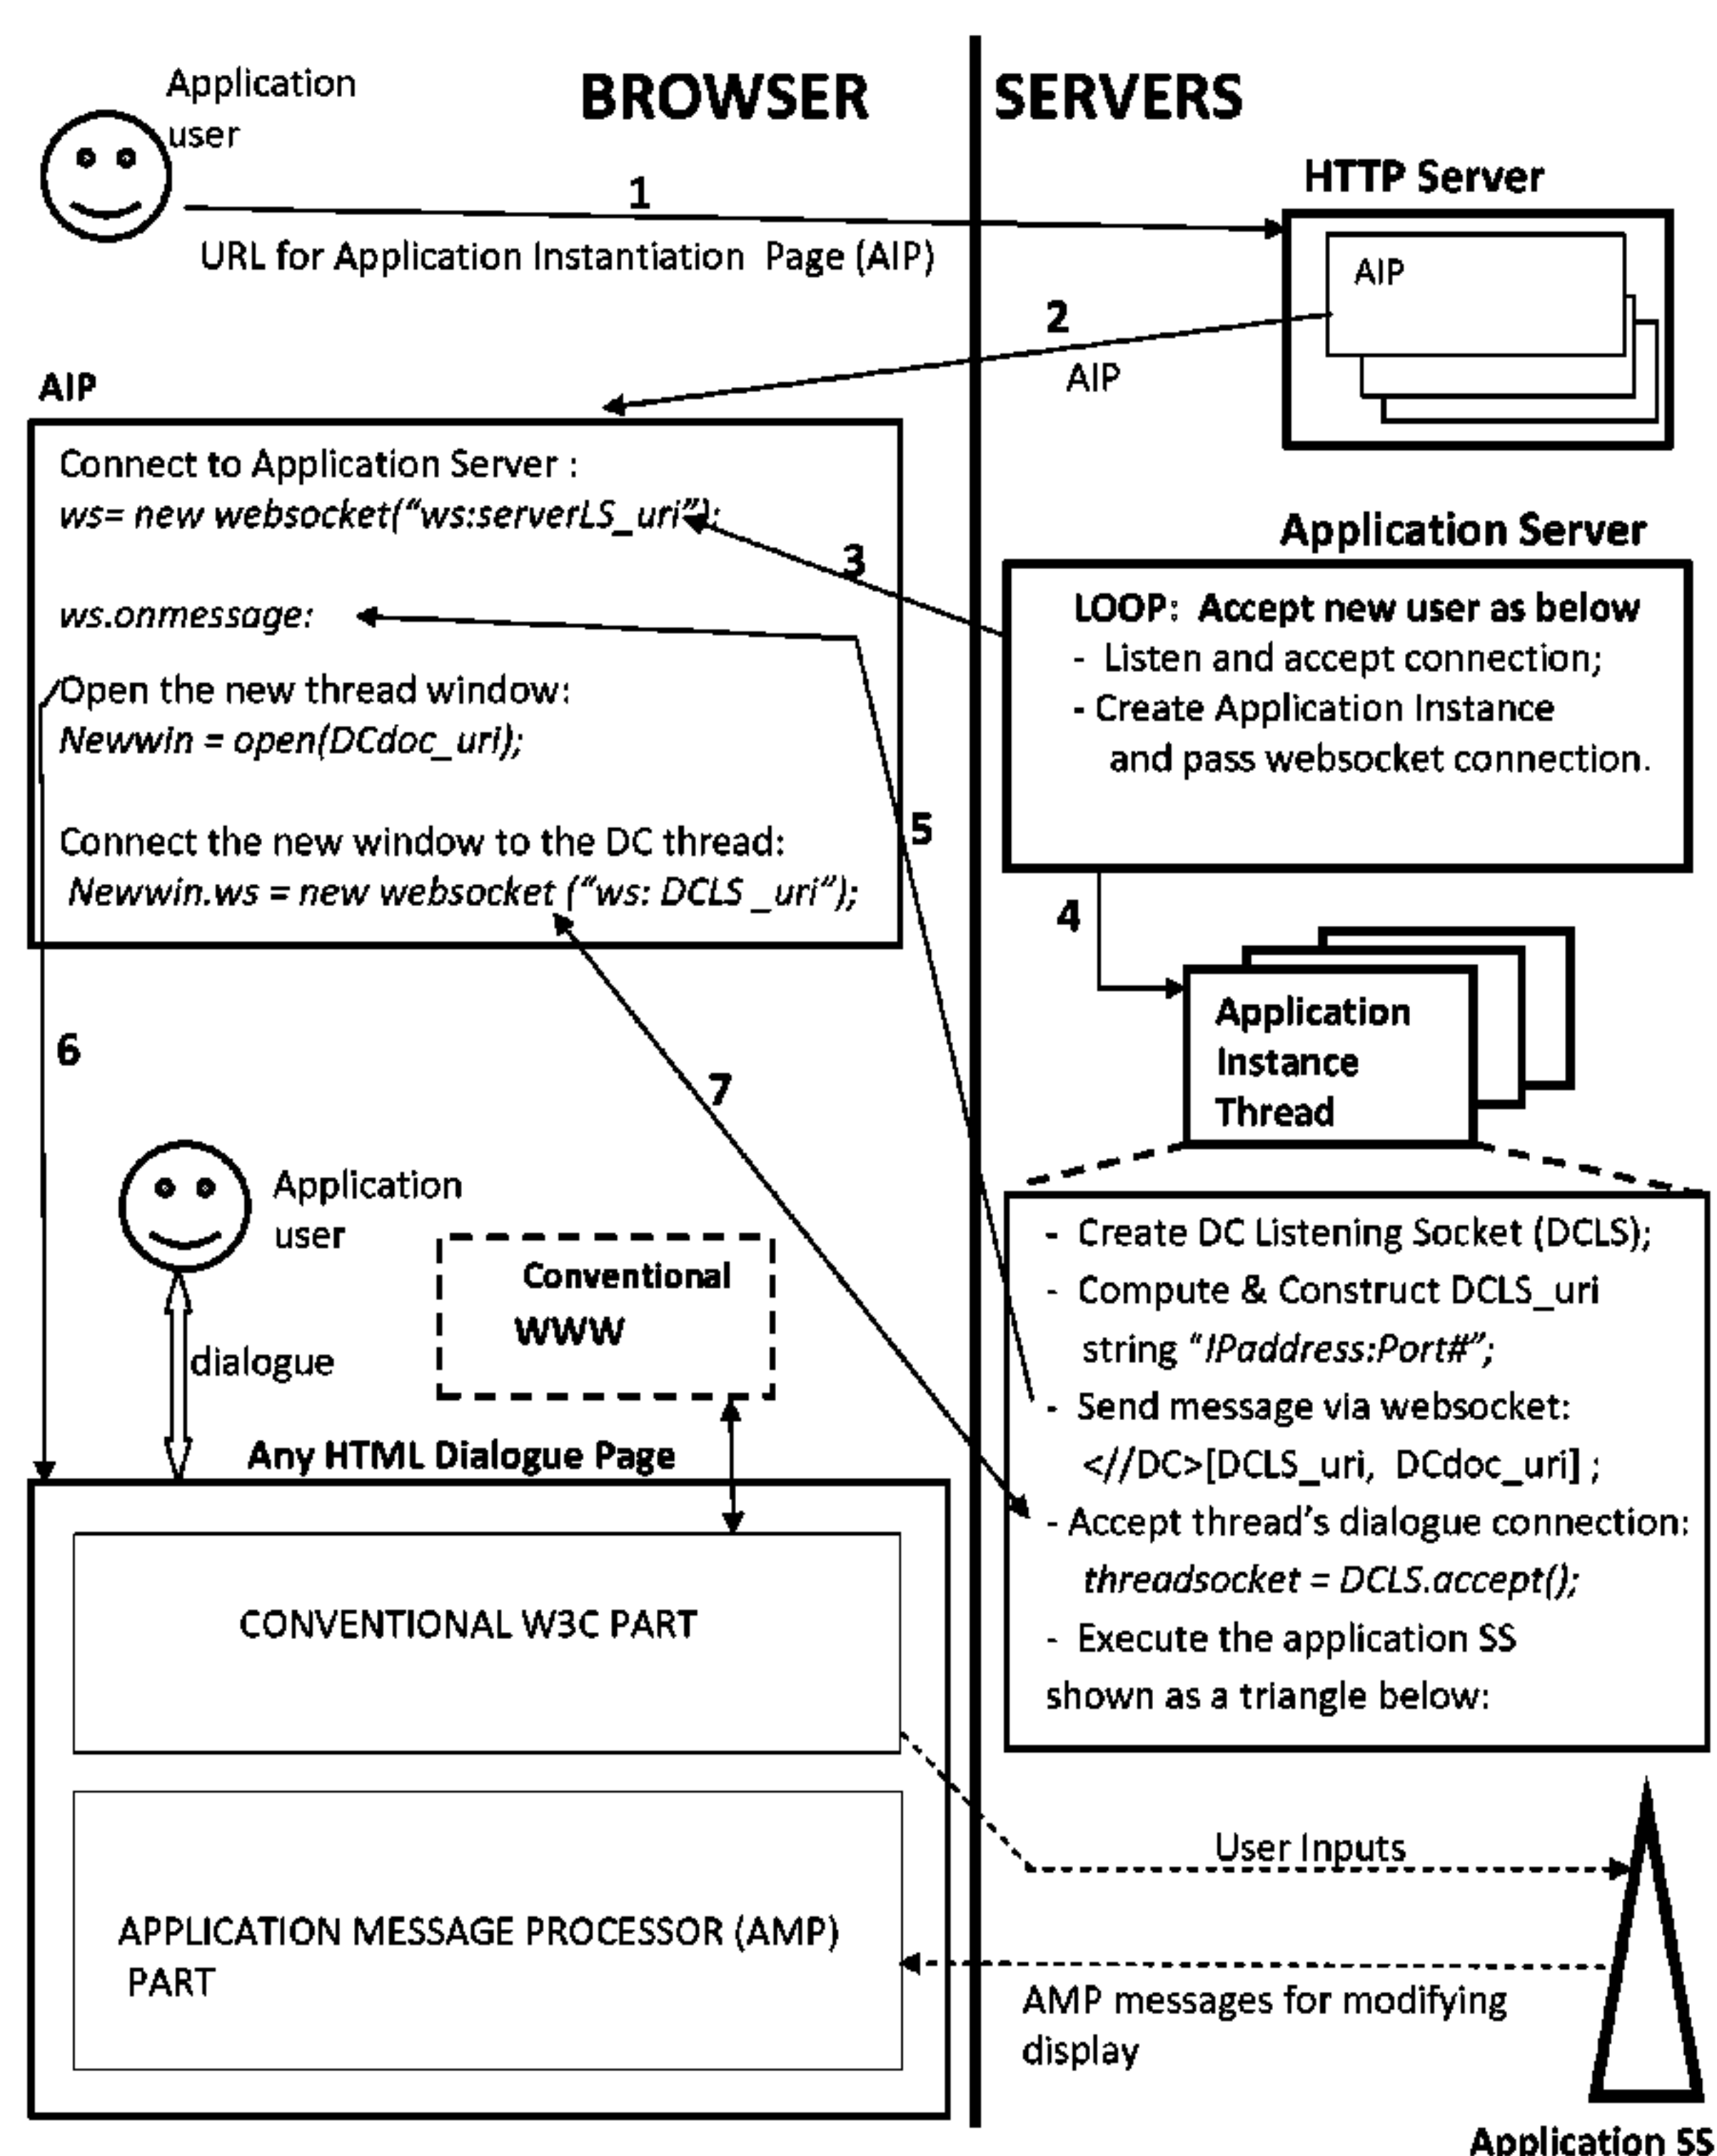 Application
user
BROWSER
SERVERS
HTTP Server
1
URL for Application Instantiation Page (AIP)
AIP
2
AIP
AIP
Connect to Application Server :
ws= new websocket("ws:serverLS_uri");
3
ws.onmessage:
Open the new thread window:
Newwin = open(DCdoc_uri);
Connect the new window to the DC thread:
Newwin.ws = new websocket ("ws: DCLS _uri");
Application Server
LOOP: Accept new user as below
- Listen and accept connection;
- Create Application Instance
and pass websocket connection.
5
4
Application
Instance
Thread
6
7
Application
user
dialogue
Conventional
WWW
- Create DC Listening Socket (DCLS);
- Compute & Construct DCLS_uri
string "IPaddress:Port#";
- Send message via websocket:
<//DC>[DCLS_uri, DCdoc_uri] ;
- Accept thread's dialogue connection:
threadsocket = DCLS.accept();
- Execute the application SS
shown as a triangle below:
Any HTML Dialogue Page
CONVENTIONAL W3C PART
APPLICATION MESSAGE PROCESSOR (AMP)
PART
User Inputs
AMP messages for modifying
display
Application SS